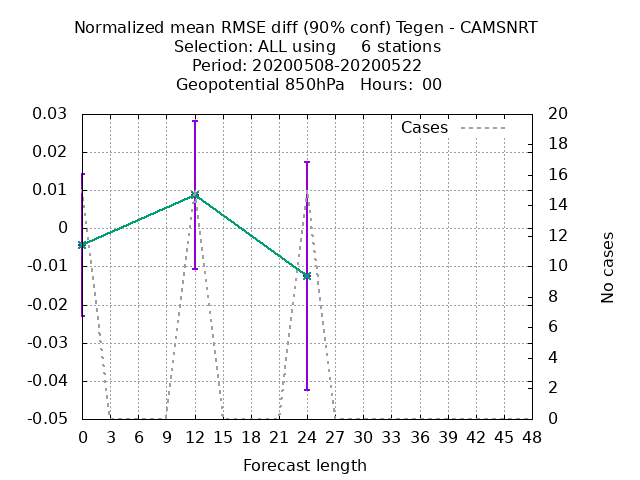 Normalized mean RMSE diff (90% conf) Tegen - CAMSNRT
Selection: ALL using     6 stations
Period: 20200508-20200522
Geopotential 850hPa   Hours:  00
Cases
0.03
0.02
0.01
0
-0.01
-0.02
-0.03
-0.04
-0.05
20
18
16
14
12
10
8
6
4
2
0
No cases
0 3 6 9 12 15 18 21 24 27 30 33 36 39 42 45 48
Forecast length